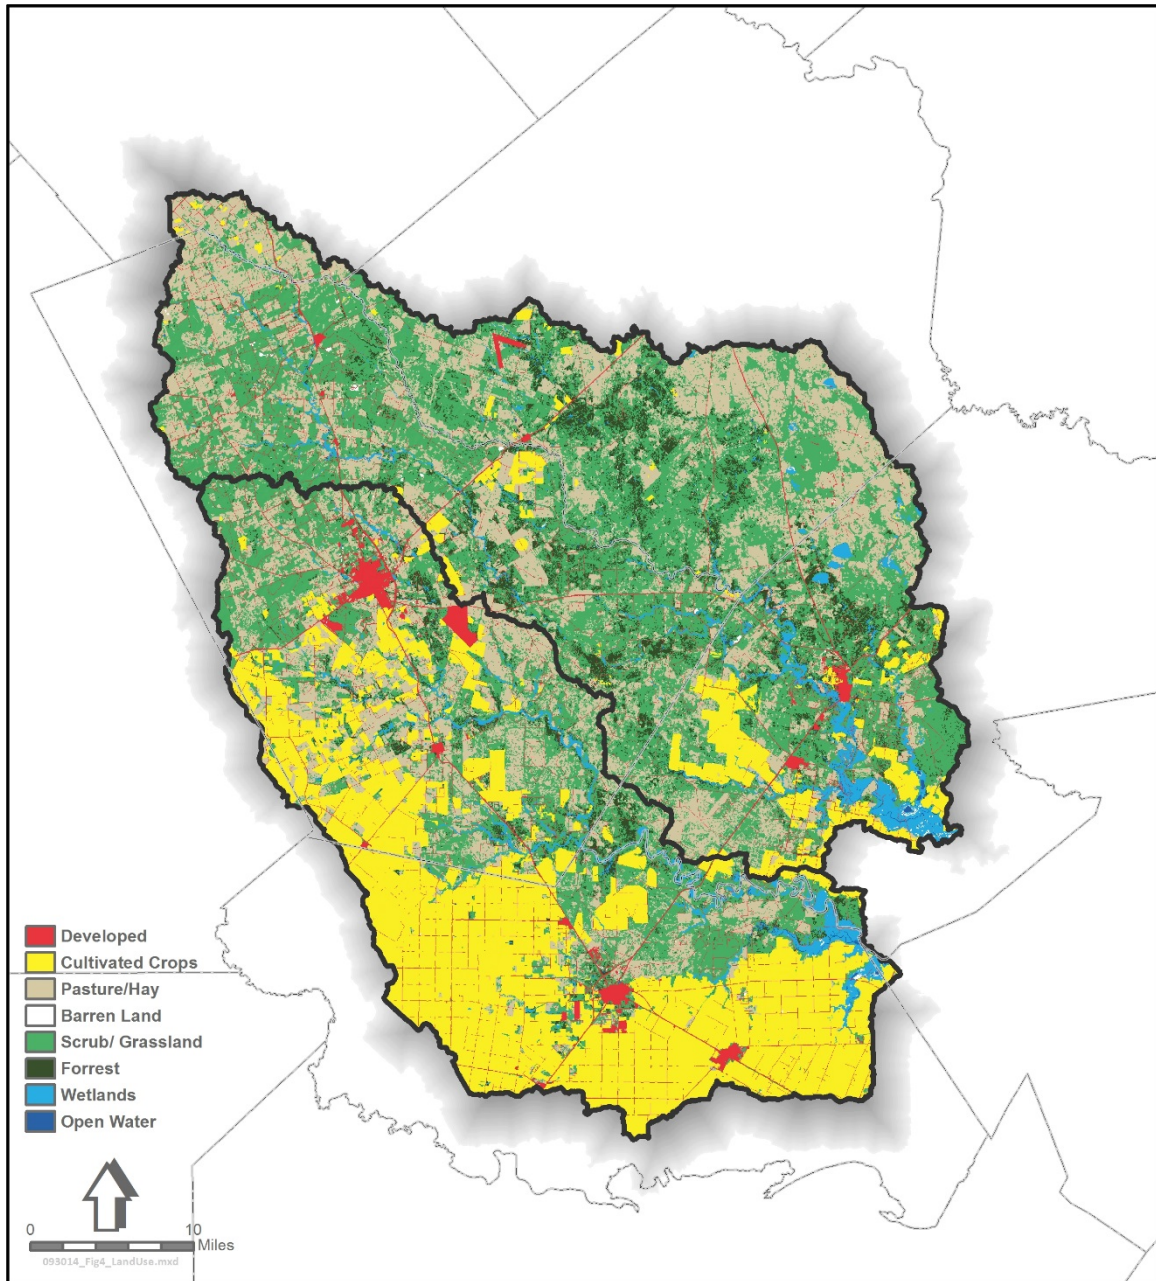 Developed
Cultivated Crops
Pasture/Hay
Barren Land
Scrub/ Grassland
Forrest
Wetlands
Open Water
0 10
Miles
093014_Fig4_LandUse.mxd